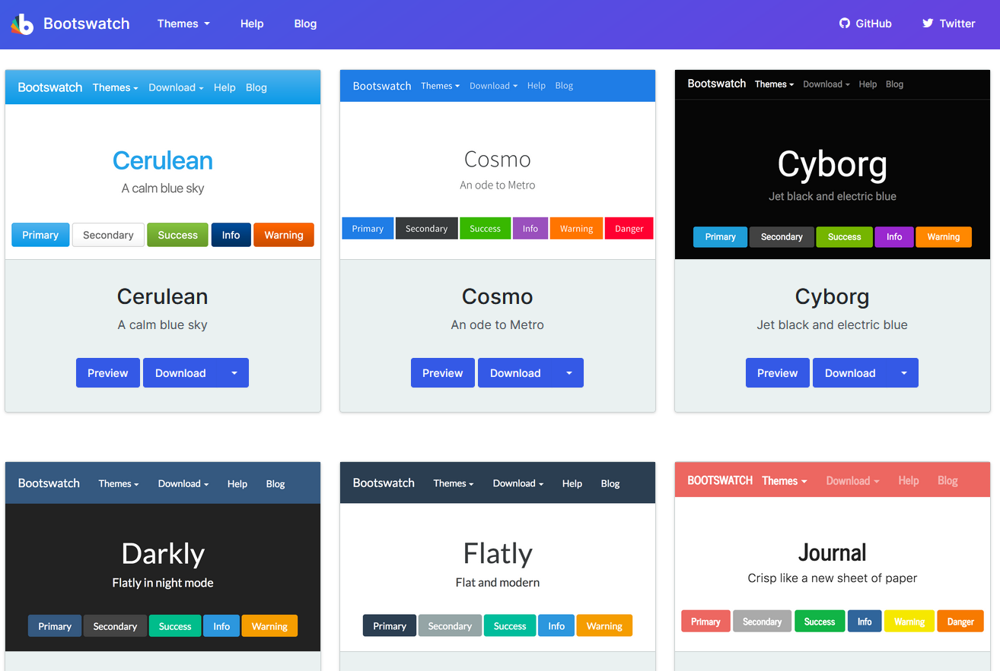 Bootswatch Themes Help Blog GitHub Twitter
Bootswatch Themes Download Help Blog
Cerulean
A calm blue sky
Primary Secondary Success Info Warning
Cerulean
A calm blue sky
Preview Download
Bootswatch Themes Download Help Blog
Cosmo
An ode to Metro
Primary Secondary Success Info Warning Danger
Cosmo
An ode to Metro
Preview Download
Bootswatch Themes Download Help Blog
Cyborg
Jet black and electric blue
Primary Secondary Success Info Warning
Cyborg
Jet black and electric blue
Preview Download
Bootswatch Themes Download Help Blog
Darkly
Flatly in night mode
Primary Secondary Success Info Warning
Bootswatch Themes Download Help Blog
Flatly
Flat and modern
Primary Secondary Success Info Warning
BOOTSWATCH Themes Download Help Blog
Journal
Crisp like a new sheet of paper
Primary Secondary Success Info Warning Danger